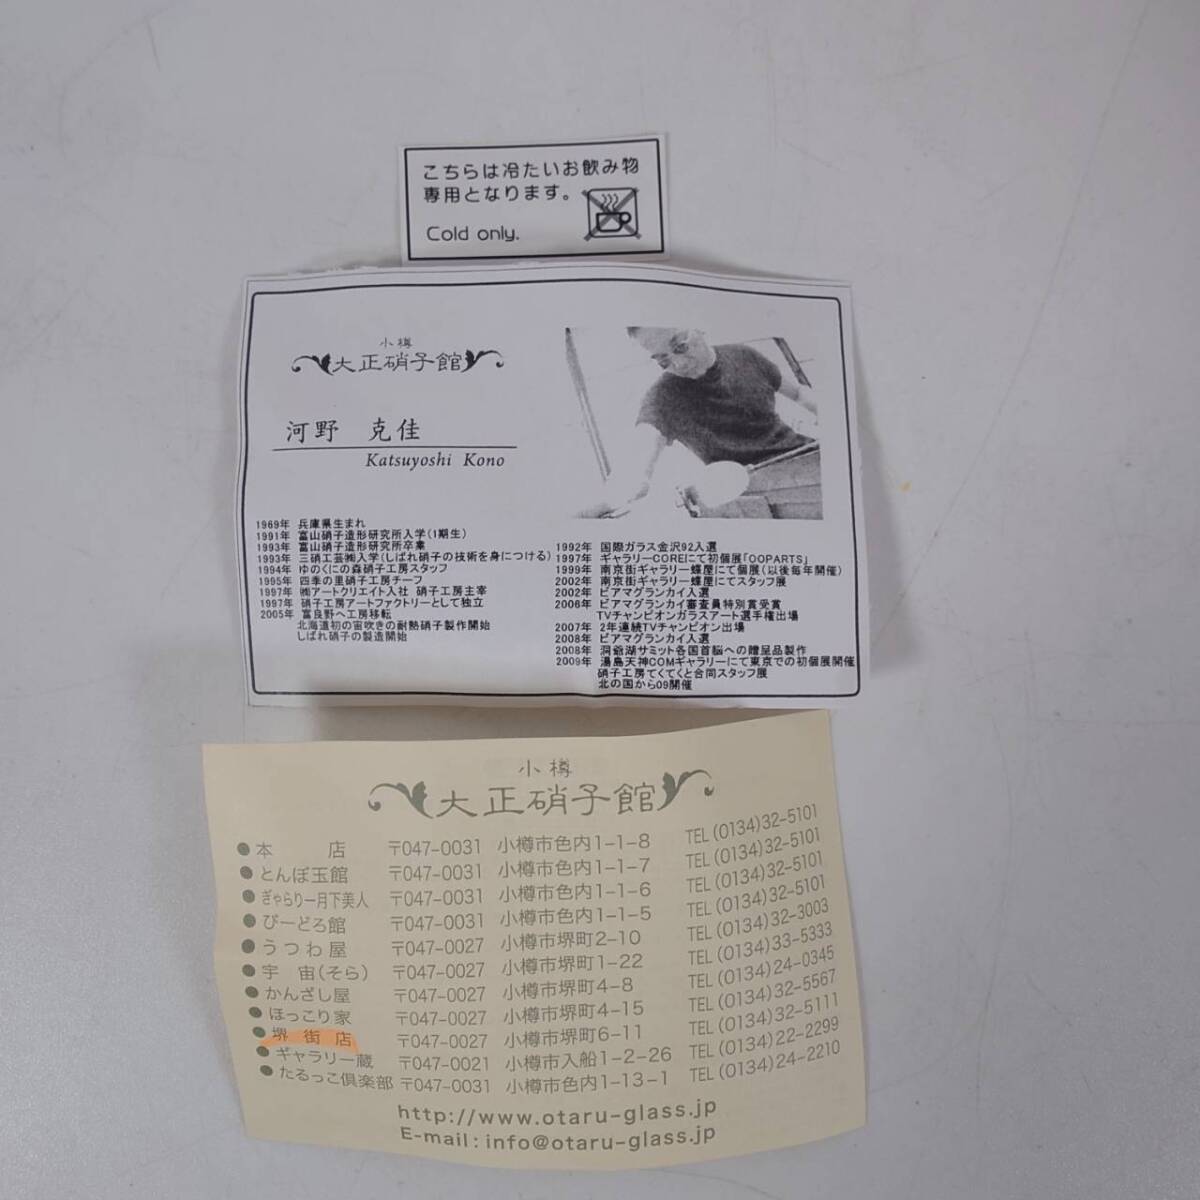 こちらは冷たいお飲み物
専用となります。
Cold only.
小樽
大正硝子館
河野 克佳
Katsuyoshi Kono
1969年 兵庫県生まれ
1991年 富山硝子造形研究所入学(1期生)
1993年 富山硝子造形研究所卒業
1993年 三硝工芸㈱入学(しばれ硝子の技術を身につける)
1994年 ゆのくにの森硝子工房スタッフ
1995年 四季の里硝子工房チーフ
1997年 ㈱アートクリエイト入社 硝子工房主宰
1997年 硝子工房アートファクトリーとして独立
2005年 富良野へ工房移転
北海道初の宙吹きの耐熱硝子製作開始
しばれ硝子の製造開始
1992年 国際ガラス金沢92入選
1997年 ギャラリーCOREにて初個展「OOPARTS」
1999年 南京街ギャラリー蝶屋にて個展(以後毎年開催)
2002年 南京街ギャラリー蝶屋にてスタッフ展
2002年 ビアマグランカイ入選
2006年 ビアマグランカイ審査員特別賞受賞
TVチャンピオンガラスアート選手権出場
2007年 2年連続TVチャンピオン出場
2008年 ビアマグランカイ入選
2008年 洞爺湖サミット各国首脳への贈呈品製作
2009年 湯島天神COMギャラリーにて東京での初個展開催
硝子工房てくてくと合同スタッフ展
北の国から09開催
小樽
大正硝子館
●本店 〒047-0031 小樽市色内1-1-8 TEL (0134)32-5101
●とんぼ玉館 〒047-0031 小樽市色内1-1-7 TEL (0134)32-5101
●ぎゃらりー月下美人 〒047-0031 小樽市色内1-1-6 TEL (0134)32-5101
●びーどろ館 〒047-0031 小樽市色内1-1-5 TEL (0134)32-5101
●うつわ屋 〒047-0027 小樽市堺町2-10 TEL (0134)32-3003
●宇宙(そら) 〒047-0027 小樽市堺町1-22 TEL (0134)33-5333
●かんざし屋 〒047-0027 小樽市堺町4-8 TEL (0134)24-0345
●ほっこり家 〒047-0027 小樽市堺町4-15 TEL (0134)32-5567
●堺街店 〒047-0027 小樽市堺町6-11 TEL (0134)32-5111
●ギャラリー蔵 〒047-0021 小樽市入船1-2-26 TEL (0134)22-2299
●たるっこ倶楽部 〒047-0031 小樽市色内1-13-1 TEL (0134)24-2210
http://www.otaru-glass.jp
E-mail:info@otaru-glass.jp